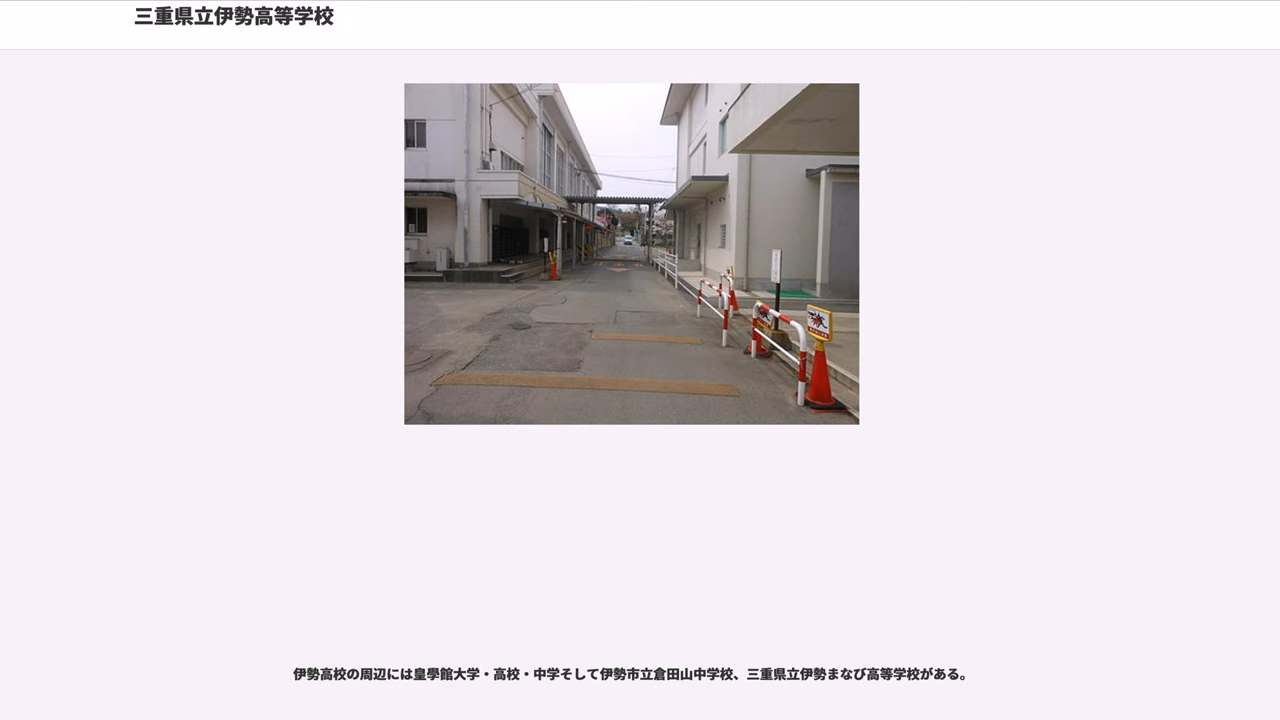 三重県立伊勢高等学校
伊勢高校の周辺には皇學館大学・高校・中学そして伊勢市立倉田山中学校、三重県立伊勢まなび高等学校がある。